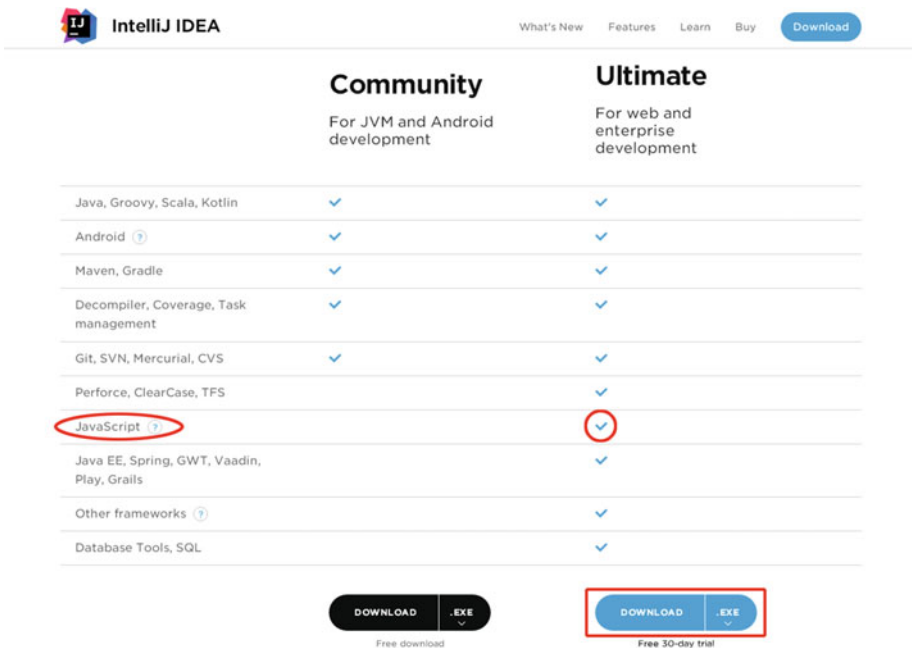 IJ IntelliJ IDEA What's New Features Learn Buy Download
Community Ultimate
For JVM and Android
development
For web and
enterprise
development
Java, Groovy, Scala, Kotlin
Android ?
Maven, Gradle
Decompiler, Coverage, Task
management
Git, SVN, Mercurial, CVS
Perforce, ClearCase, TFS
JavaScript ?
Java EE, Spring, GWT, Vaadin,
Play, Grails
Other frameworks ?
Database Tools, SQL
DOWNLOAD .EXE DOWNLOAD .EXE
Free download Free 30-day trial